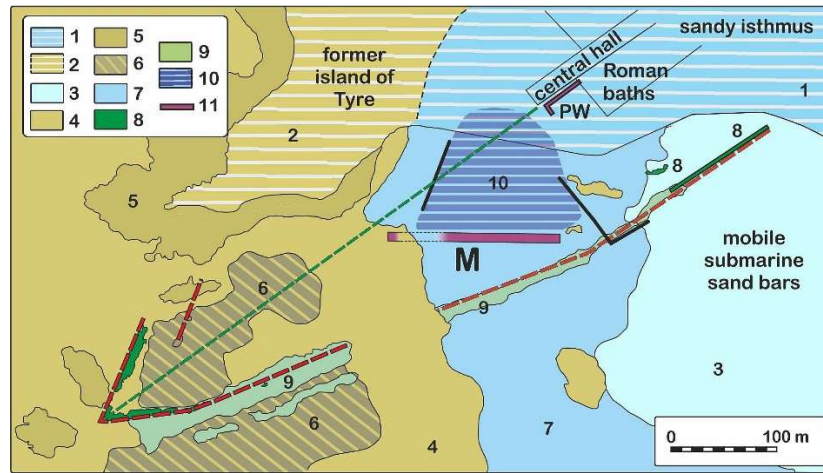 1
2
3
4
5
6
7
8
9
10
11
former
island of
Tyre
2
sandy isthmus
central hall
Roman
baths
PW
1
8
8
10
5
M
mobile
submarine
sand bars
6
9
9
3
6
4
7
0 100 m